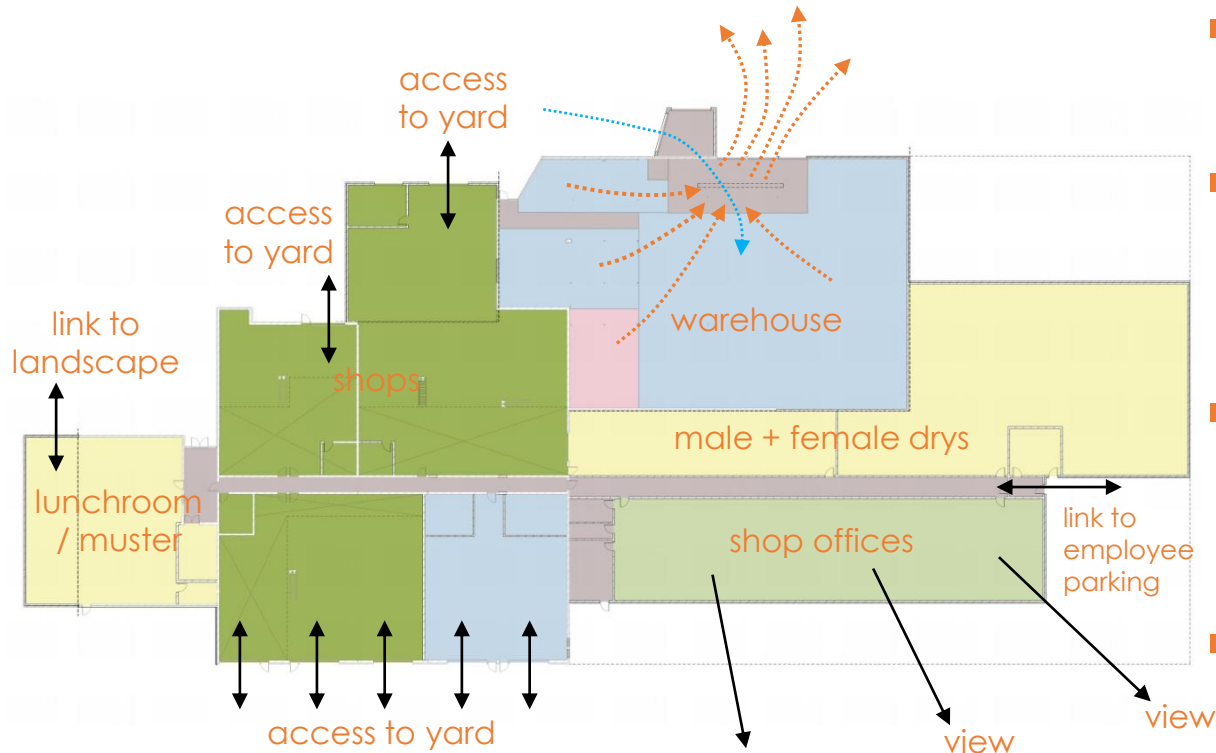 access
to yard
access
to yard
link to
landscape
warehouse
shops
male + female drys
lunchroom
/ muster
shop offices
link to
employee
parking
access to yard
view
view